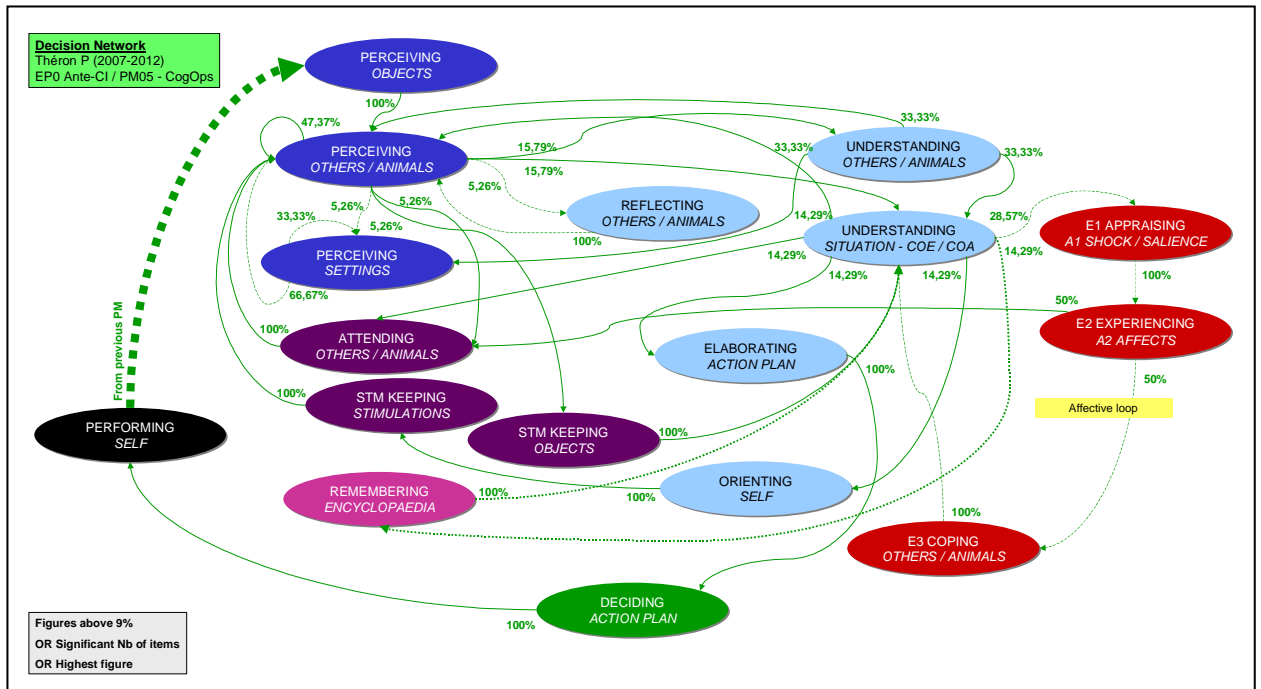 Decision Network
Théron P (2007-2012)
EP0 Ante-CI / PM05 - CogOps
PERCEIVING
OBJECTS
100%
47,37%
33,33%
PERCEIVING
OTHERS / ANIMALS
15,79%
15,79%
33,33%
UNDERSTANDING
OTHERS / ANIMALS
33,33%
5,26%
5,26%
5,26%
33,33%
5,26%
REFLECTING
OTHERS / ANIMALS
100%
14,29%
UNDERSTANDING
SITUATION - COE / COA
28,57%
E1 APPRAISING
A1 SHOCK / SALIENCE
14,29%
14,29%
14,29%
PERCEIVING
SETTINGS
66,67%
100%
50%
E2 EXPERIENCING
A2 AFFECTS
100%
ATTENDING
OTHERS / ANIMALS
ELABORATING
ACTION PLAN
100%
50%
From previous PM
100%
STM KEEPING
STIMULATIONS
Affective loop
PERFORMING
SELF
STM KEEPING
OBJECTS
100%
REMEMBERING
ENCYCLOPAEDIA
100%
100%
ORIENTING
SELF
100%
E3 COPING
OTHERS / ANIMALS
DECIDING
ACTION PLAN
100%
Figures above 9%
OR Significant Nb of items
OR Highest figure